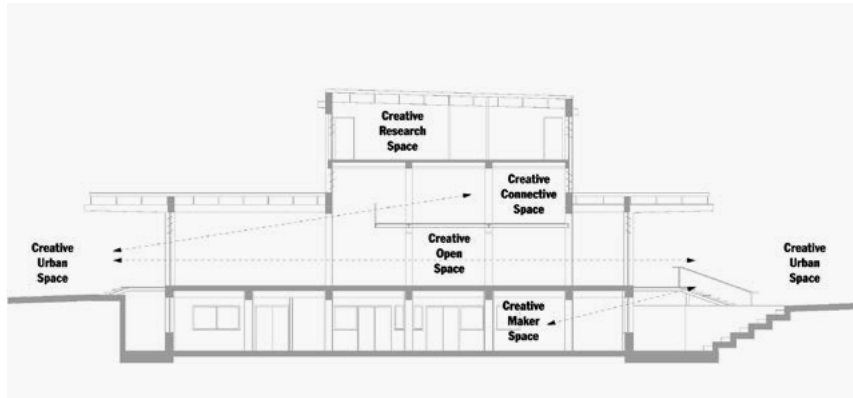 Creative
Research
Space
Creative
Connective
Space
Creative
Urban
Space
Creative
Open
Space
Creative
Urban
Space
Creative
Maker
Space